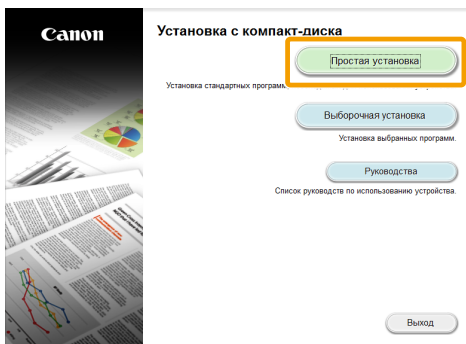 Canon
Установка с компакт-диска
Простая установка
Установка стандартных программ
Выборочная установка
Установка выбранных программ.
Руководства
Список руководств по использованию устройства.
Выход